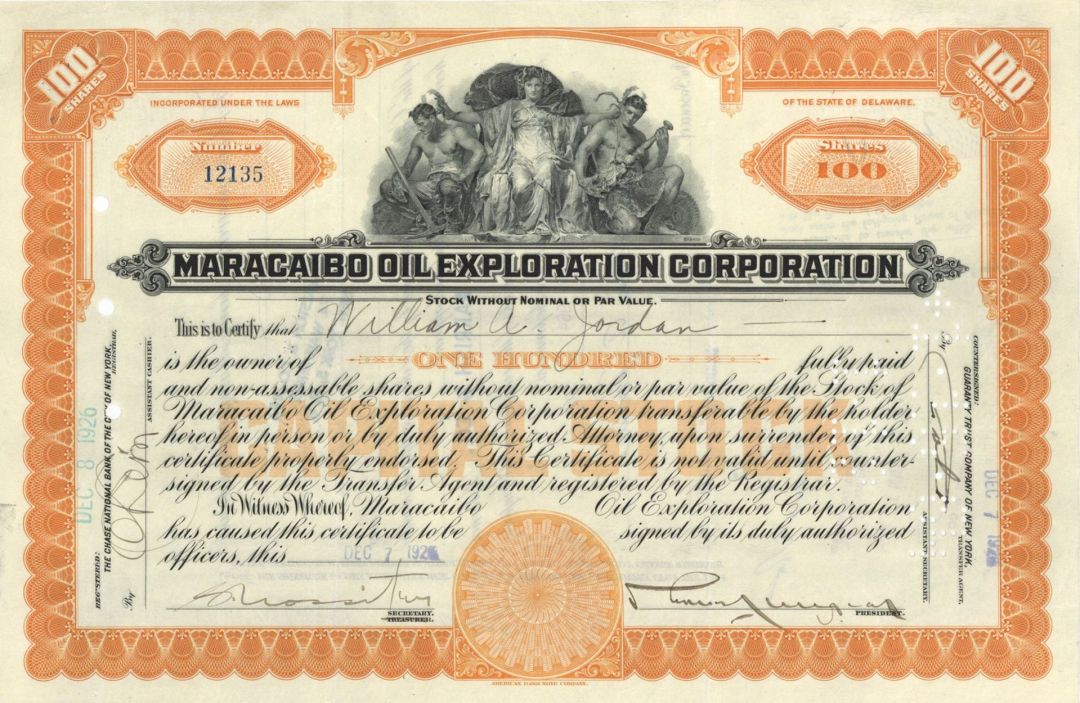 100 SHARES
100 SHARES
INCORPORATED UNDER THE LAWS
OF THE STATE OF DELAWARE.
Number
12135
Shares
100
MARACAIBO OIL EXPLORATION CORPORATION
STOCK WITHOUT NOMINAL OR PAR VALUE.
This is to Certify that William A. Jordan
is the owner of ONE HUNDRED fully paid
and non-assessable shares without nominal or par value of the Stock of
Maracaibo Oil Exploration Corporation transferable by the holder
hereof in person or by duly authorized Attorney, upon surrender of this
certificate properly endorsed. This Certificate is not valid until counter-
signed by the Transfer Agent and registered by the Registrar.
CAPITAL STOCK
In Witness Whereof, Maracaibo Oil Exploration Corporation
has caused this certificate to be signed by its duly authorized
officers, this DEC 7 1926
SECRETARY.
TREASURER.
PRESIDENT.
REGISTERED:
THE CHASE NATIONAL BANK, OF THE CITY OF NEW YORK,
REGISTRAR.
By
ASSISTANT CASHIER.
DEC 8 1926
COUNTERSIGNED:
GUARANTY TRUST COMPANY OF NEW YORK,
TRANSFER AGENT.
By
ASSISTANT SECRETARY.
DEC 7 1926
AMERICAN BANK NOTE COMPANY.